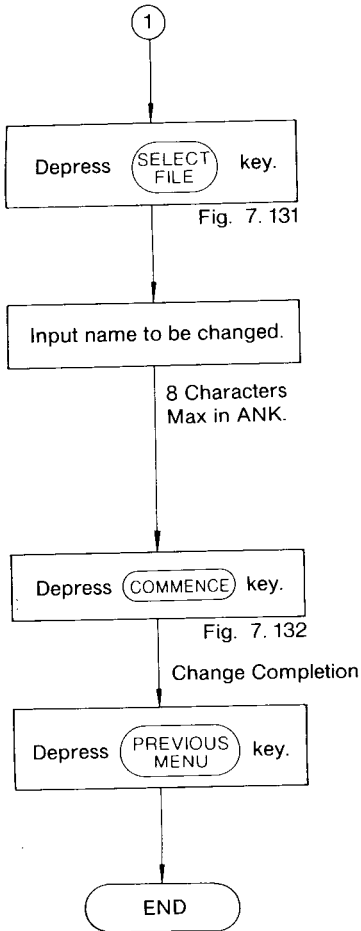 1
Depress SELECT FILE key.
Fig. 7. 131
Input name to be changed.
8 Characters
Max in ANK.
Depress COMMENCE key.
Fig. 7. 132
Change Completion
Depress PREVIOUS MENU key.
END